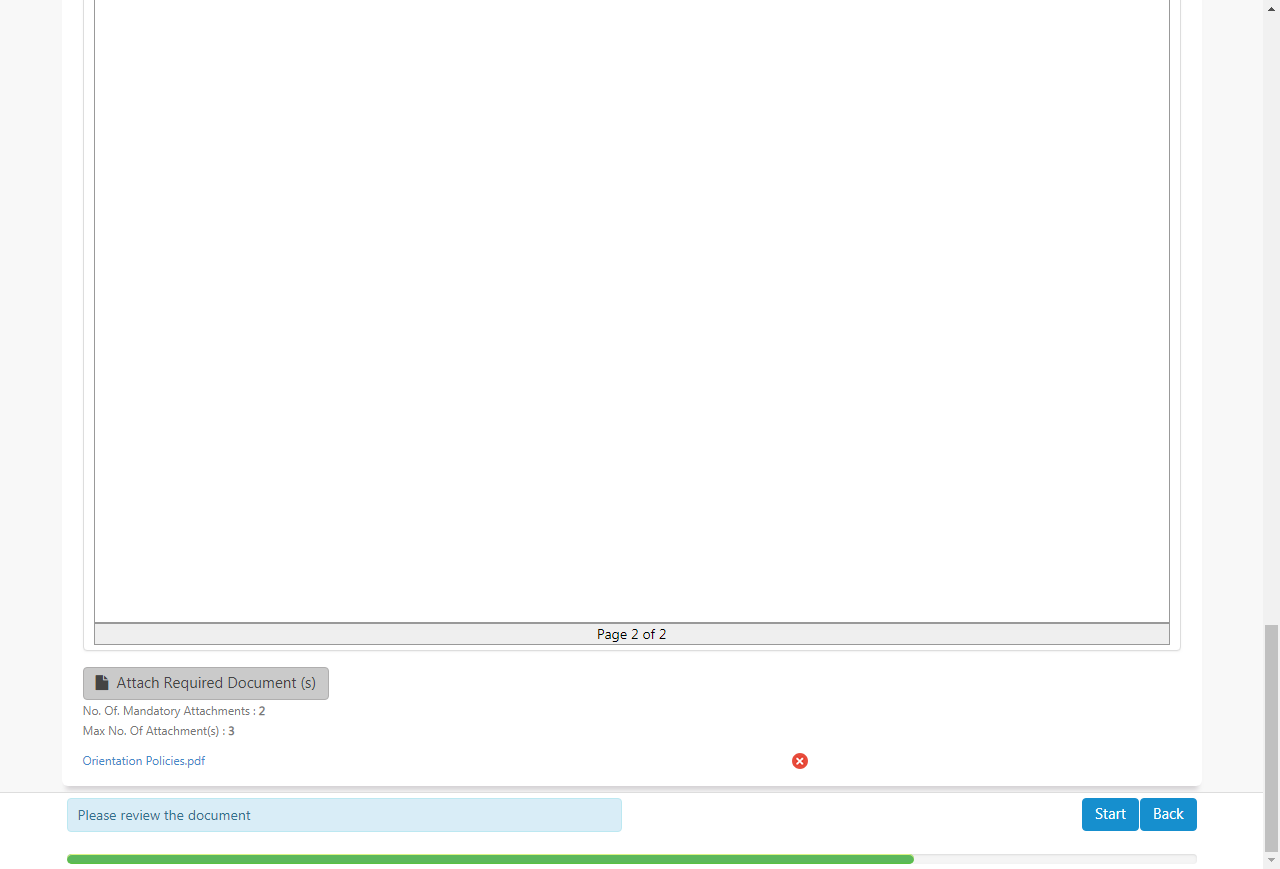 Page 2 of 2
Attach Required Document (s)
No. Of. Mandatory Attachments : 2
Max No. Of Attachment(s) : 3
Orientation Policies.pdf
Please review the document
Start
Back